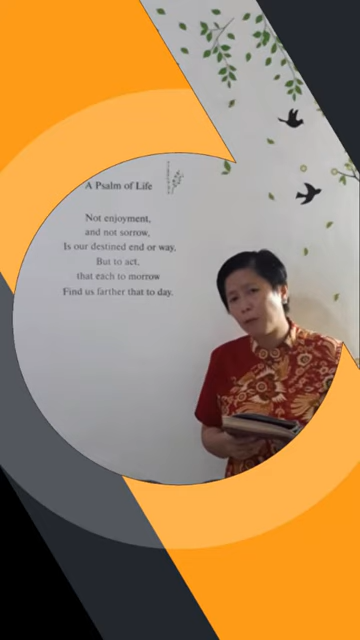 A Psalm of Life
Not enjoyment,
and not sorrow,
Is our destined end or way,
But to act,
that each to morrow
Find us farther that to day.